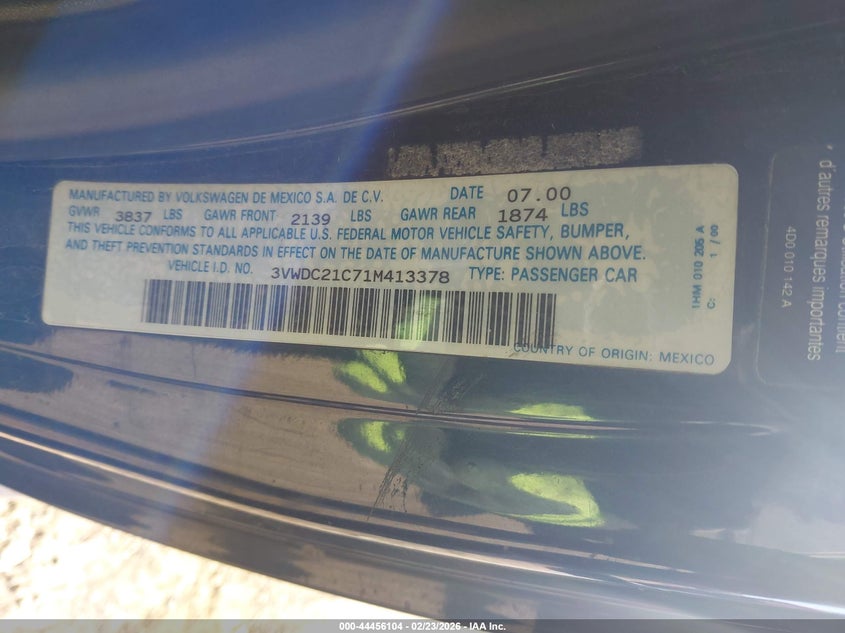 MANUFACTURED BY VOLKSWAGEN DE MEXICO S.A. DE C.V. DATE 07.00
GVWR 3837 LBS GAWR FRONT 2139 LBS GAWR REAR 1874 LBS
THIS VEHICLE CONFORMS TO ALL APPLICABLE U.S. FEDERAL MOTOR VEHICLE SAFETY, BUMPER,
AND THEFT PREVENTION STANDARDS IN EFFECT ON THE DATE OF MANUFACTURE SHOWN ABOVE.
VEHICLE I.D. NO. 3VWDC21C71M413378 TYPE: PASSENGER CAR
COUNTRY OF ORIGIN: MEXICO
1HM 010 205 A
C: 1 / 00
4D0 010 142 A
d'autres remarques importantes
000-44456104 - 02/23/2026 - IAA Inc.